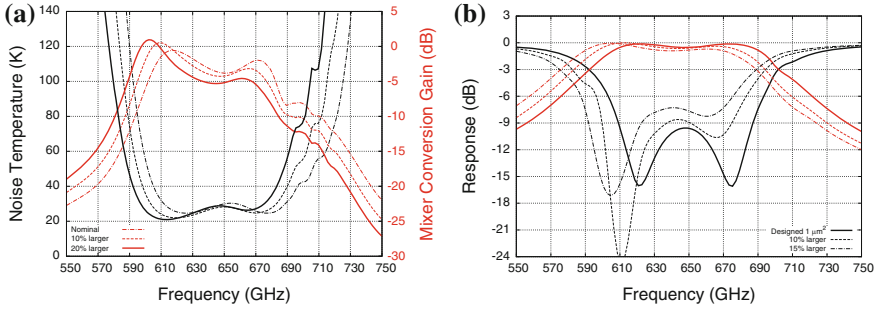 (a)
Noise Temperature (K)
140
120
100
80
60
40
20
0
Nominal
10% larger
20% larger
550 570 590 610 630 650 670 690 710 730 750
Frequency (GHz)
5
0
-5
-10
-15
-20
-25
-30
Mixer Conversion Gain (dB)
(b)
Response (dB)
0
-3
-6
-9
-12
-15
-18
-21
-24
Designed 1 μm²
10% larger
15% larger
550 570 590 610 630 650 670 690 710 730 750
Frequency (GHz)